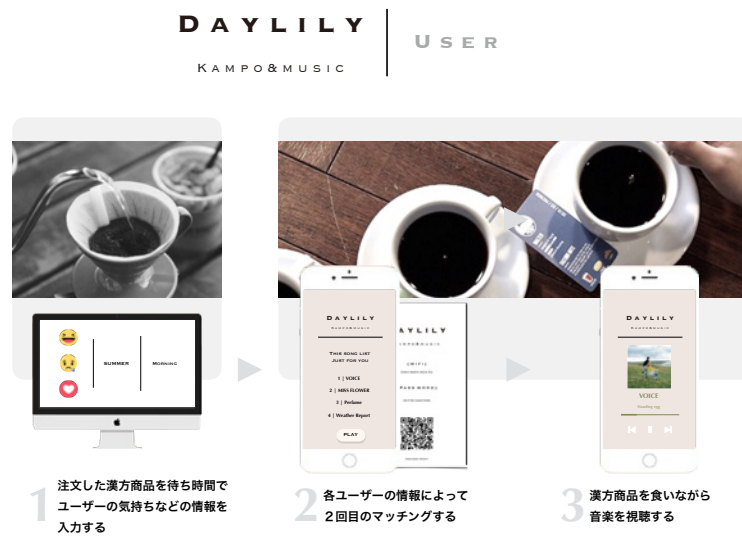 DAYLILY
KAMPO&MUSIC
USER
SUMMER
MORNING
DAYLILY
KAMPO&MUSIC
THIS SONG LIST
JUST FOR YOU
1 | VOICE
2 | MISS FLOWER
3 | Perfume
4 | Weather Report
PLAY
AYLILY
DAYLILY
KAMPO&MUSIC
VOICE
1
注文した漢方商品を待ち時間で
ユーザーの気持ちなどの情報を
入力する
2
各ユーザーの情報によって
２回目のマッチングする
3
漢方商品を食いながら
音楽を視聴する